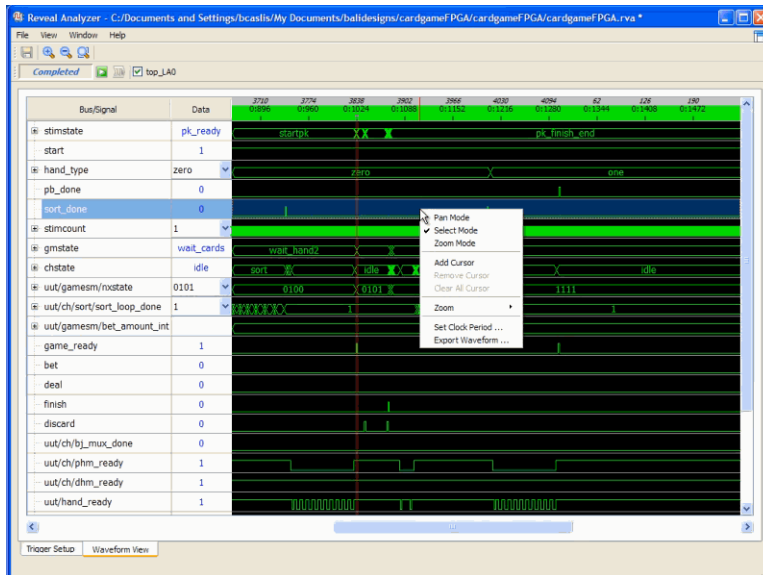 Reveal Analyzer - C:/Documents and Settings/bcaslis/My Documents/balidesigns/cardgameFPGA/cardgameFPGA/cardgameFPGA.rva *
File View Window Help
Completed top_LA0
Bus/Signal Data 3710 3774 3838 3902 3966 4030 4094 62 126 190
0:896 0:960 0:1024 0:1088 0:1152 0:1216 0:1280 0:1344 0:1408 0:1472
stimstate pk_ready startpk pk_finish_end
start 1
hand_type zero zero one
pb_done 0
sort_done 0
Pan Mode
stimcount 1 Select Mode
Zoom Mode
gmstate wait_cards wait_hand2
Add Cursor
chstate idle sort idle idle
Remove Cursor
uut/gamesm/nxstate 0101 0100 0101 Clear All Cursor 1111
uut/ch/sort/sort_loop_done 1 1 Zoom 1
uut/gamesm/bet_amount_int Set Clock Period ...
game_ready 1 Export Waveform ...
bet 0
deal 0
finish 0
discard 0
uut/ch/bj_mux_done 0
uut/ch/phm_ready 1
uut/ch/dhm_ready 1
uut/hand_ready 1
Trigger Setup Waveform View